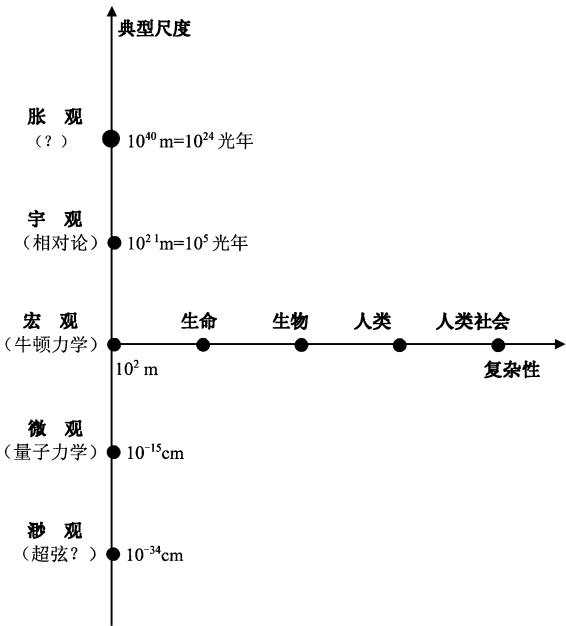 典型尺度
胀 观
（？） 10⁴⁰ m=10²⁴ 光年
宇 观
（相对论） 10²¹m=10⁵ 光年
宏 观 生命 生物 人类 人类社会
（牛顿力学）
10² m 复杂性
微 观
（量子力学） 10⁻¹⁵cm
渺 观
（超弦？） 10⁻³⁴cm